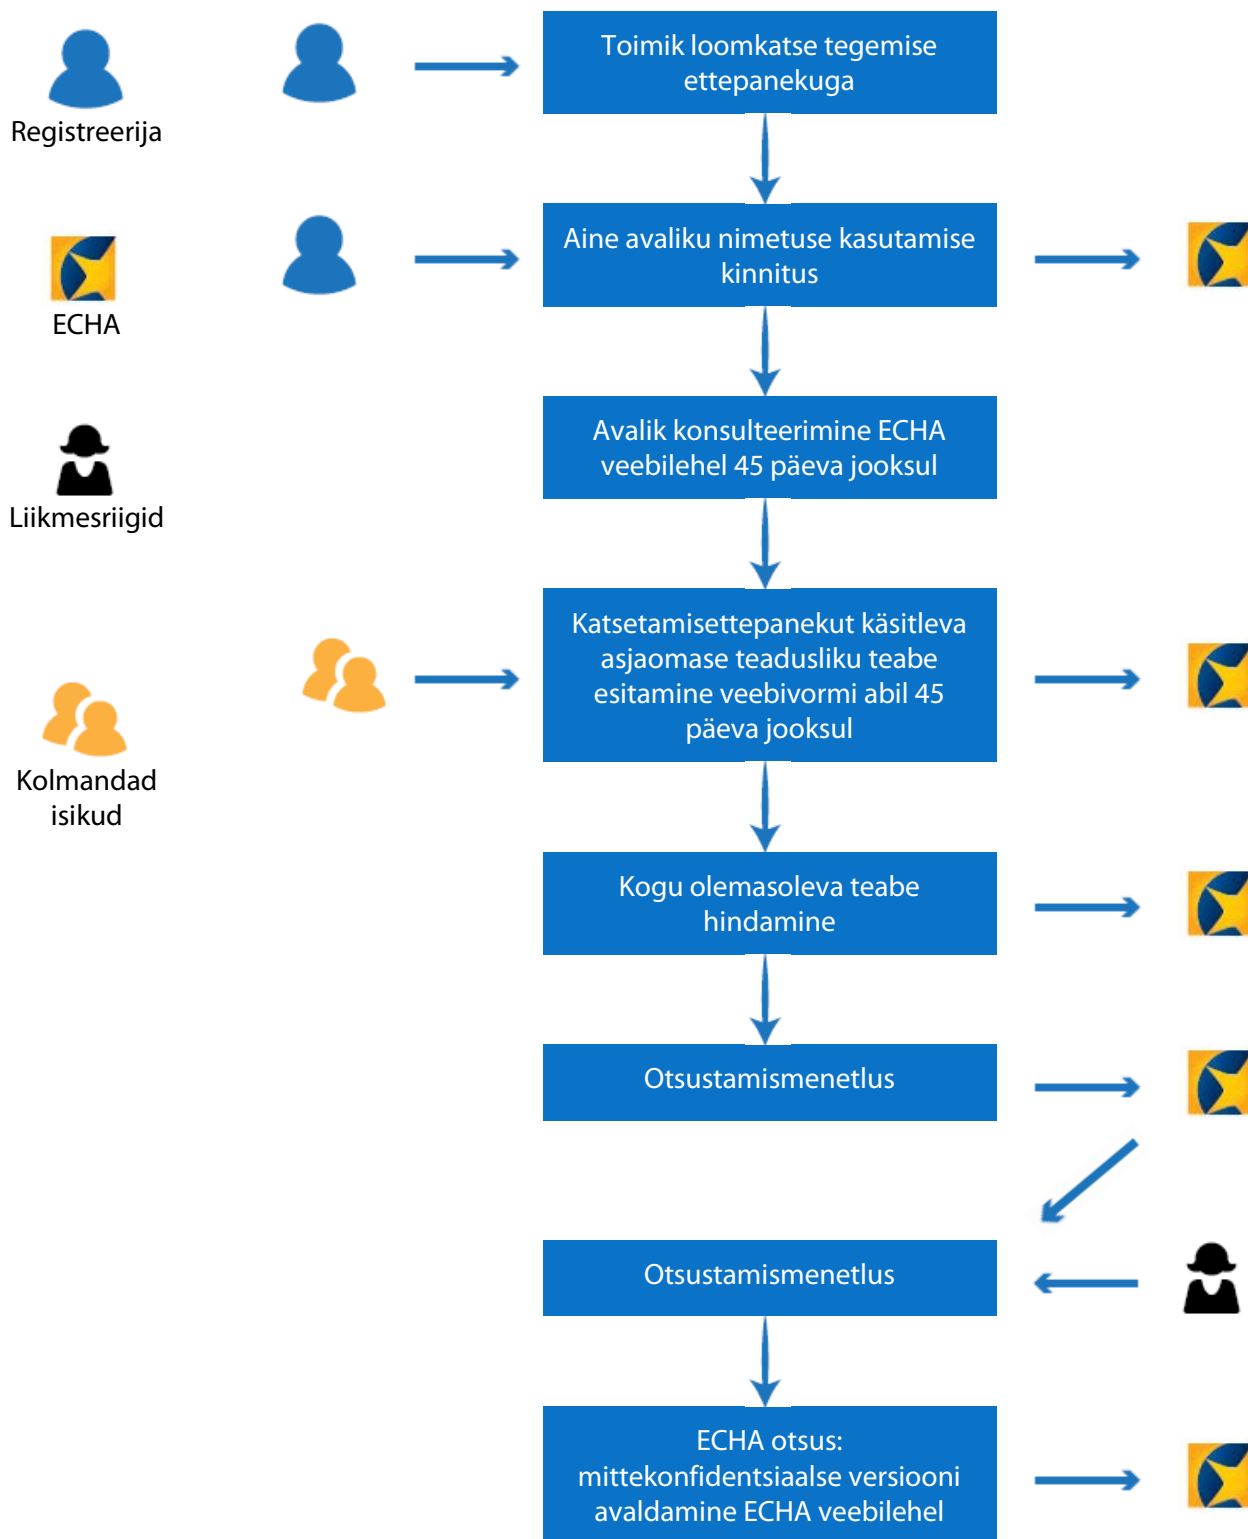 Toimik loomkatse tegemise
ettepanekuga
Registreerija
Aine avaliku nimetuse kasutamise
kinnitus
ECHA
Avalik konsulteerimine ECHA
veebilehel 45 päeva jooksul
Liikmesriigid
Katsetamisettepanekut käsitleva
asjaomase teadusliku teabe
esitamine veebivormi abil 45
päeva jooksul
Kolmandad
isikud
Kogu olemasoleva teabe
hindamine
Otsustamismenetlus
Otsustamismenetlus
ECHA otsus:
mittekonfidentsiaalse versiooni
avaldamine ECHA veebilehel